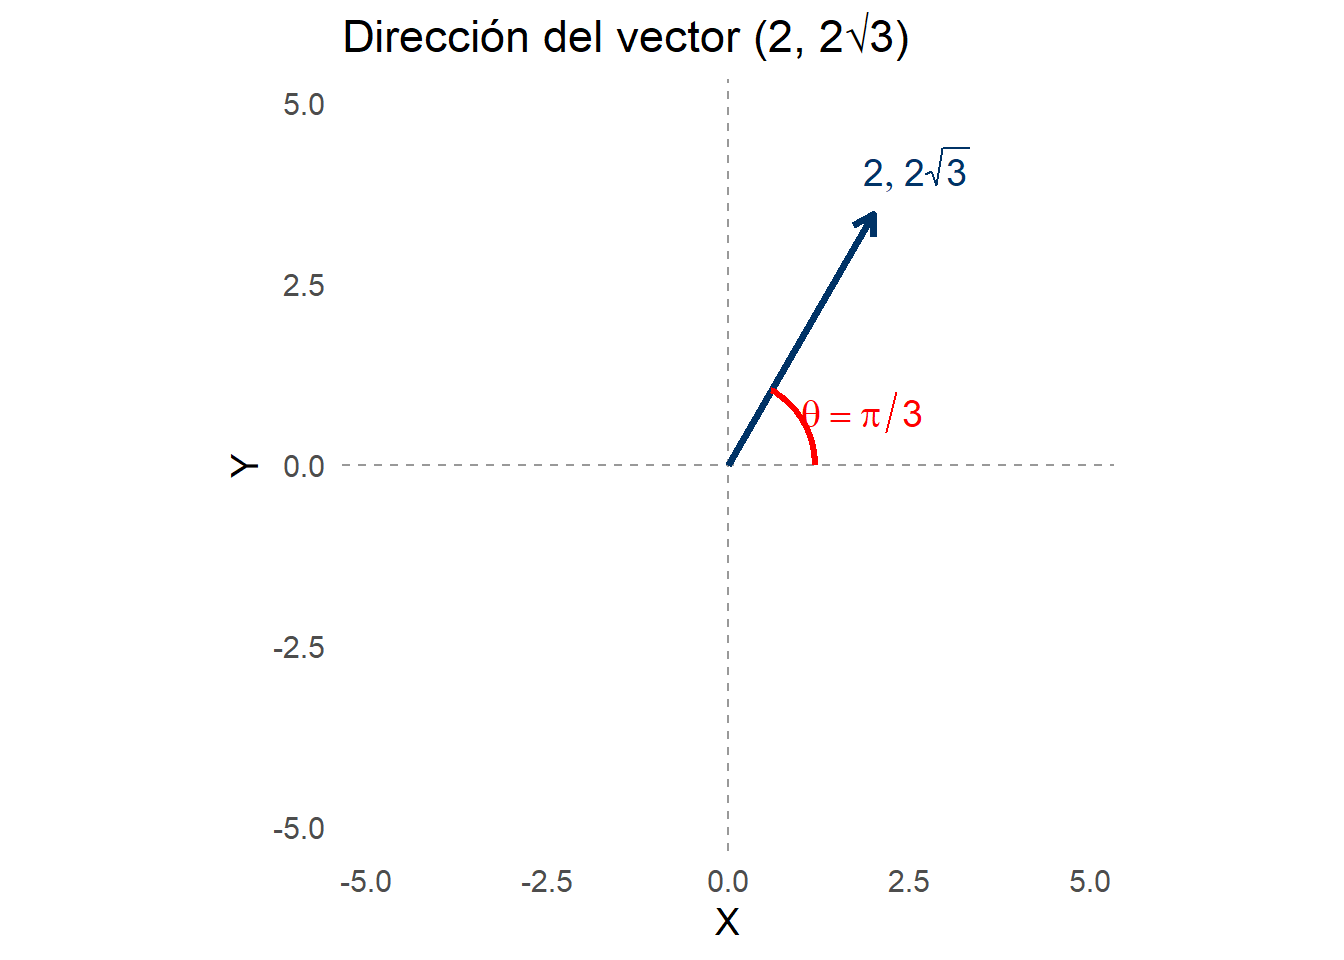 Dirección del vector (2, 2√3)
5.0
2, 2√3
2.5
θ = π/3
Y
0.0
-2.5
-5.0
-5.0 -2.5 0.0 2.5 5.0
X